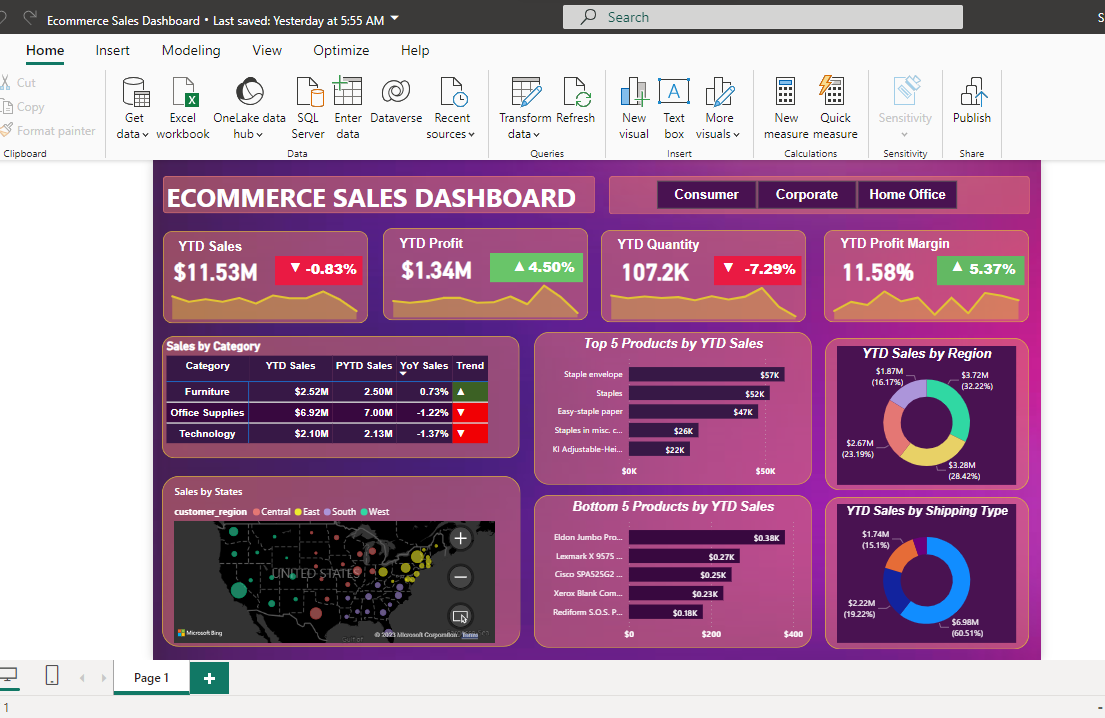 Ecommerce Sales Dashboard • Last saved: Yesterday at 5:55 AM
Search
S
Home Insert Modeling View Optimize Help
Cut
Copy
Format painter
Get data
Excel workbook
OneLake data hub
SQL Server
Enter data
Dataverse
Recent sources
Transform data
Refresh
New visual
Text box
More visuals
New measure
Quick measure
Sensitivity
Publish
Clipboard
Data
Queries
Insert
Calculations
Sensitivity
Share
ECOMMERCE SALES DASHBOARD
Consumer Corporate Home Office
YTD Sales
$11.53M
▼ -0.83%
YTD Profit
$1.34M
▲ 4.50%
YTD Quantity
107.2K
▼ -7.29%
YTD Profit Margin
11.58%
▲ 5.37%
Sales by Category
Category YTD Sales PYTD Sales YoY Sales Trend
Furniture $2.52M 2.50M 0.73% ▲
Office Supplies $6.92M 7.00M -1.22% ▼
Technology $2.10M 2.13M -1.37% ▼
Top 5 Products by YTD Sales
Staple envelope $57K
Staples $52K
Easy-staple paper $47K
Staples in misc. c... $26K
KI Adjustable-Hei... $22K
$0K $50K
YTD Sales by Region
$1.87M
(16.17%)
$3.72M
(32.22%)
$2.67M
(23.19%)
$3.28M
(28.42%)
Sales by States
customer_region Central East South West
UNITED STATES
Microsoft Bing
© 2023 Microsoft Corporation Terms
Bottom 5 Products by YTD Sales
Eldon Jumbo Pro... $0.38K
Lexmark X 9575 ... $0.27K
Cisco SPA525G2 ... $0.25K
Xerox Blank Com... $0.23K
Rediform S.O.S. P... $0.18K
$0 $200 $400
YTD Sales by Shipping Type
$1.74M
(15.1%)
$2.22M
(19.22%)
$6.98M
(60.51%)
Page 1
+
1